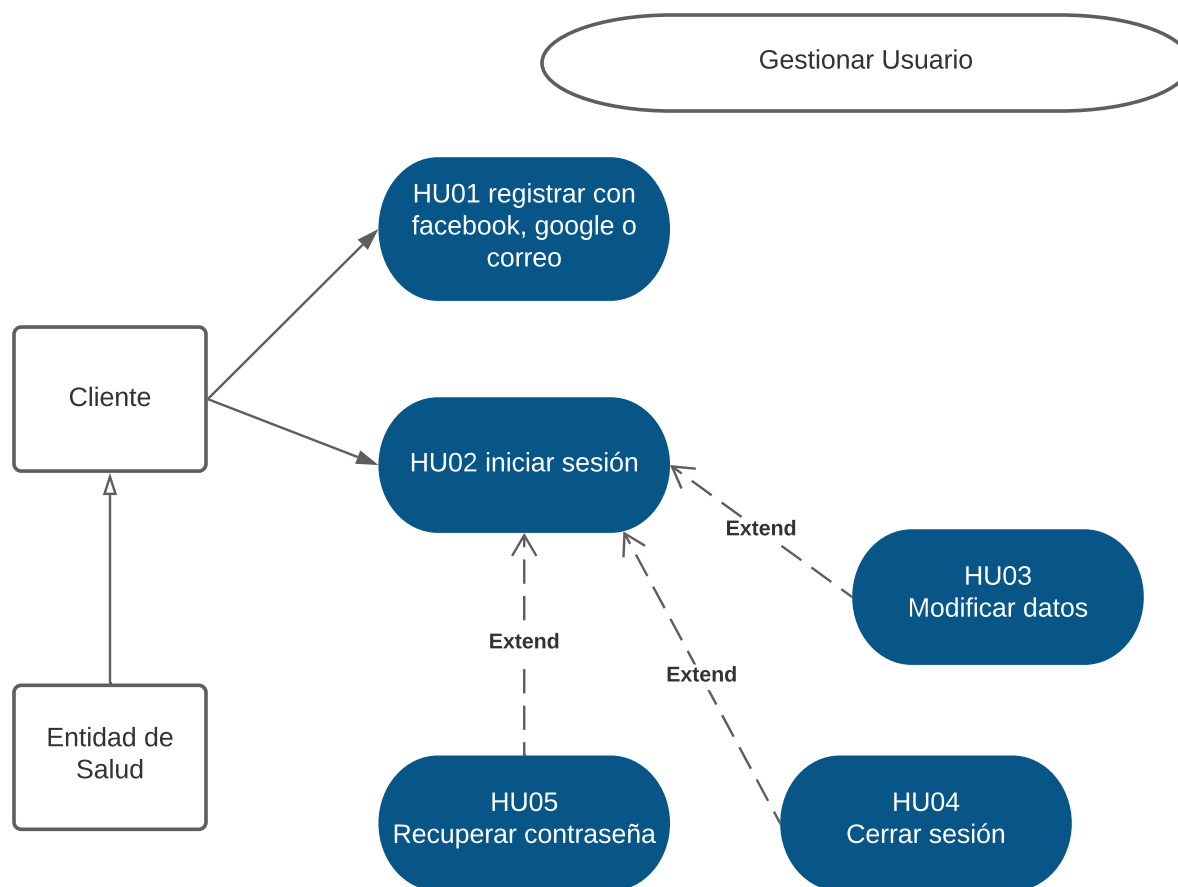 Gestionar Usuario
HU01 registrar con
facebook, google o
correo
Cliente
HU02 iniciar sesión
Extend
HU03
Modificar datos
Extend
Extend
Entidad de
Salud
HU05
Recuperar contraseña
HU04
Cerrar sesión